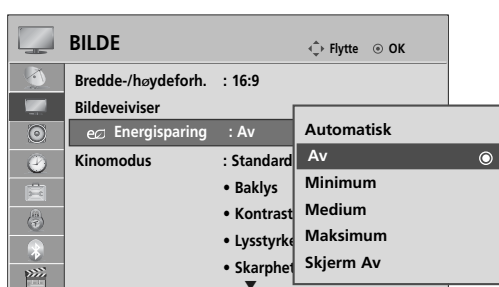 BILDE
Flytte OK
Bredde-/høydeforh. : 16:9
Bildeveiviser
Energisparing : Av
Kinomodus : Standard
• Baklys
• Kontrast
• Lysstyrke
• Skarphet
Automatisk
Av
Minimum
Medium
Maksimum
Skjerm Av